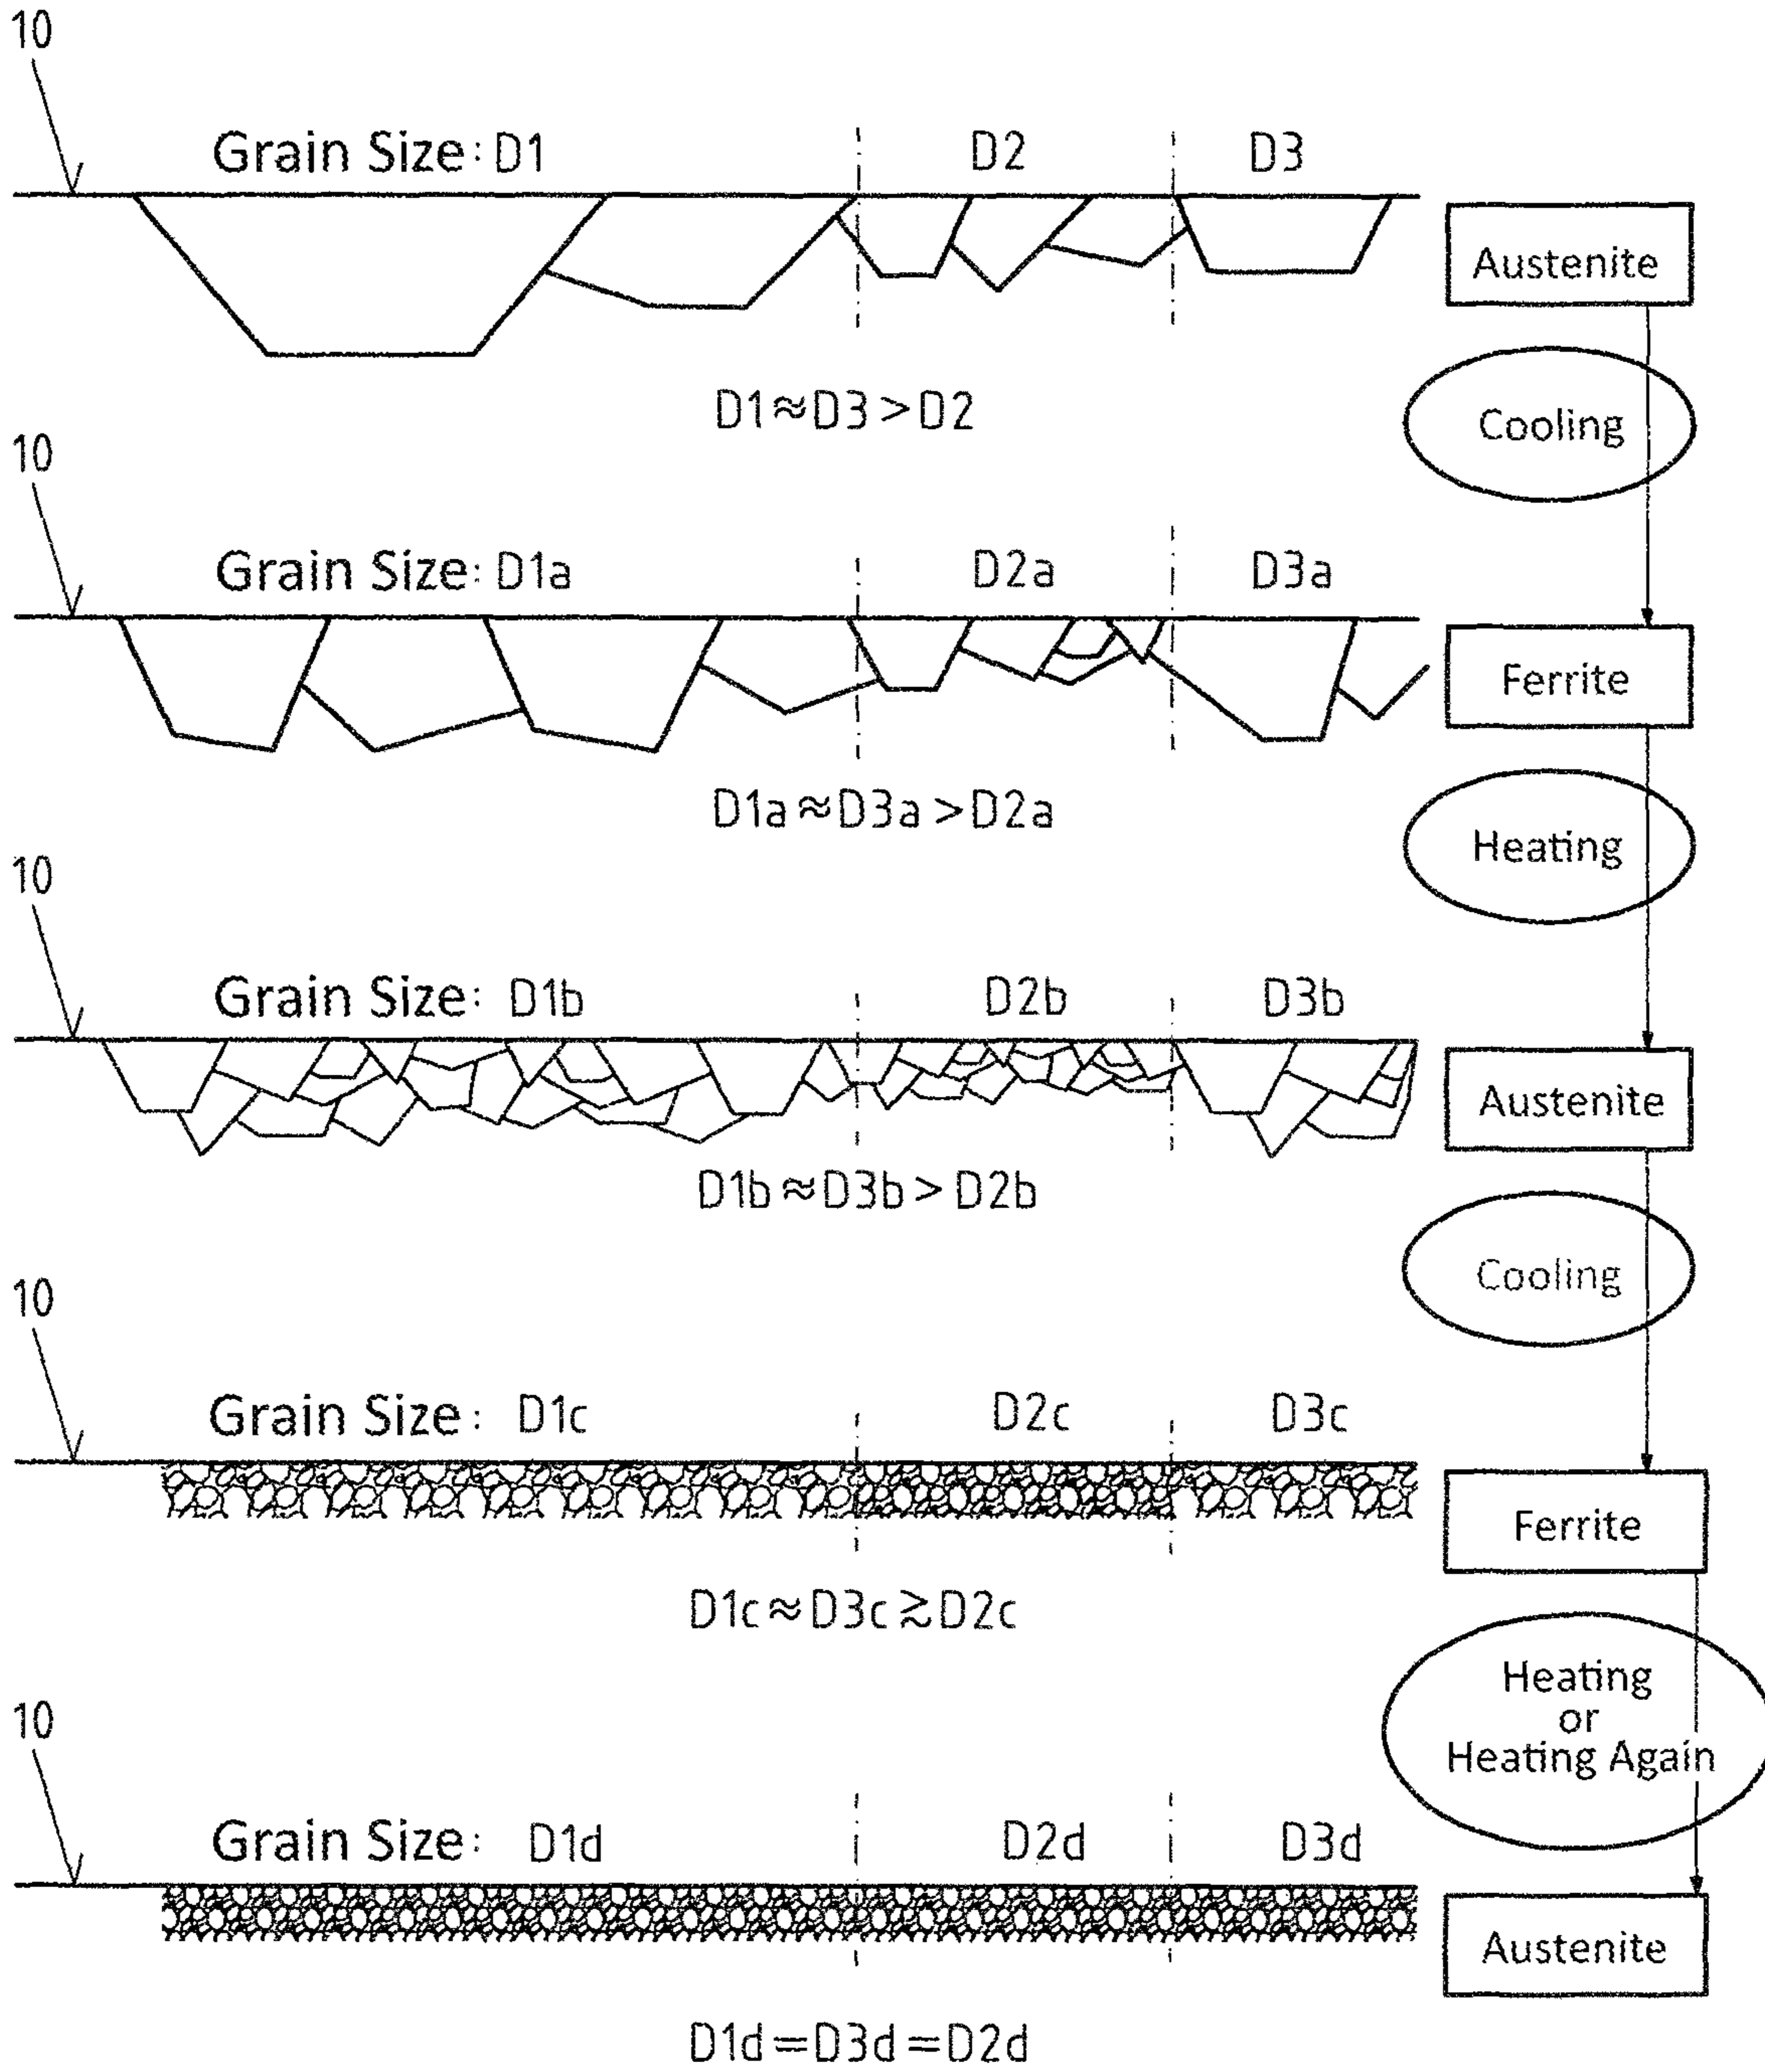 10
Grain Size: D1 D2 D3
Austenite
D1≈D3>D2
Cooling
10
Grain Size: D1a D2a D3a
Ferrite
D1a≈D3a>D2a
Heating
10
Grain Size: D1b D2b D3b
Austenite
D1b≈D3b>D2b
Cooling
10
Grain Size: D1c D2c D3c
Ferrite
D1c≈D3c≳D2c
Heating
or
Heating Again
10
Grain Size: D1d D2d D3d
Austenite
D1d=D3d=D2d